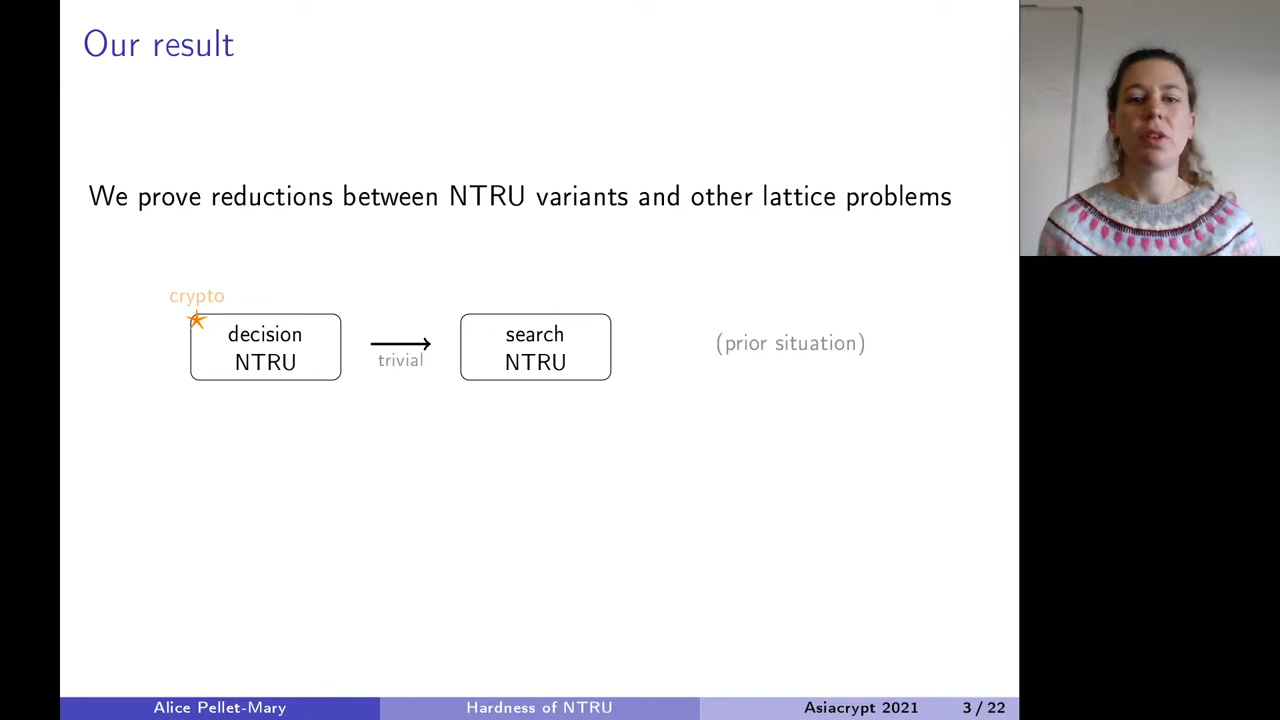 Our result
We prove reductions between NTRU variants and other lattice problems
crypto
decision
NTRU
trivial
search
NTRU
(prior situation)
Alice Pellet-Mary
Hardness of NTRU
Asiacrypt 2021
3 / 22